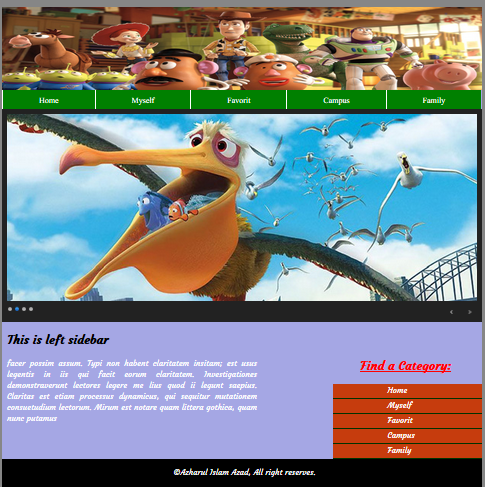 Home Myself Favorit Campus Family
This is left sidebar
facer possim assum. Typi non habent claritatem insitam; est usus
legentis in iis qui facit eorum claritatem. Investigationes
demonstraverunt lectores legere me lius quod ii legunt saepius.
Claritas est etiam processus dynamicus, qui sequitur mutationem
consuetudium lectorum. Mirum est notare quam littera gothica, quam
nunc putamus
Find a Category:
Home
Myself
Favorit
Campus
Family
©Azharul Islam Azad, All right reserves.